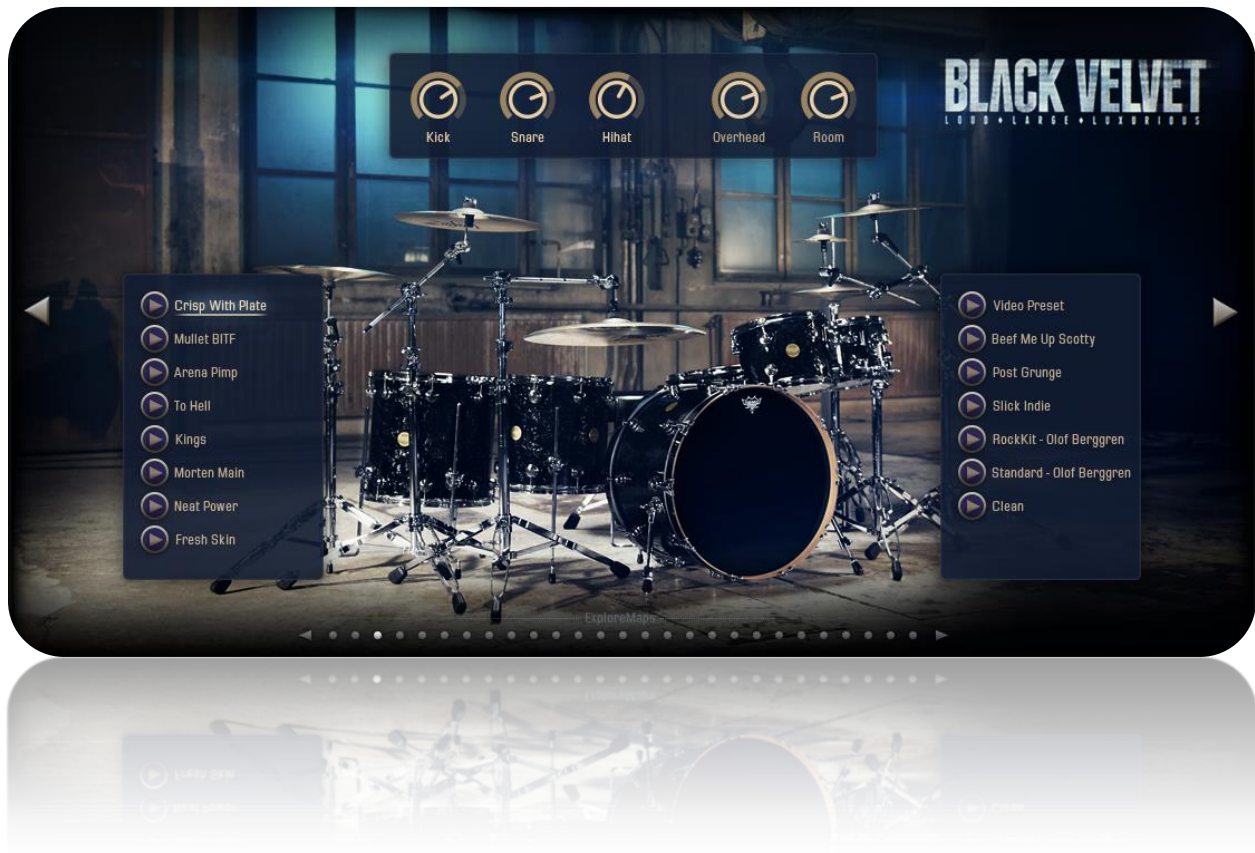 BLACK VELVET
LOUD♦LARGE♦LUXURIOUS
Kick
Snare
Hihat
Overhead
Room
Crisp With Plate
Mullet BITF
Arena Pimp
To Hell
Kings
Morten Main
Neat Power
Fresh Skin
Video Preset
Beef Me Up Scotty
Post Grunge
Slick Indie
RockKit - Olof Berggren
Standard - Olof Berggren
Clean
ExploreMaps